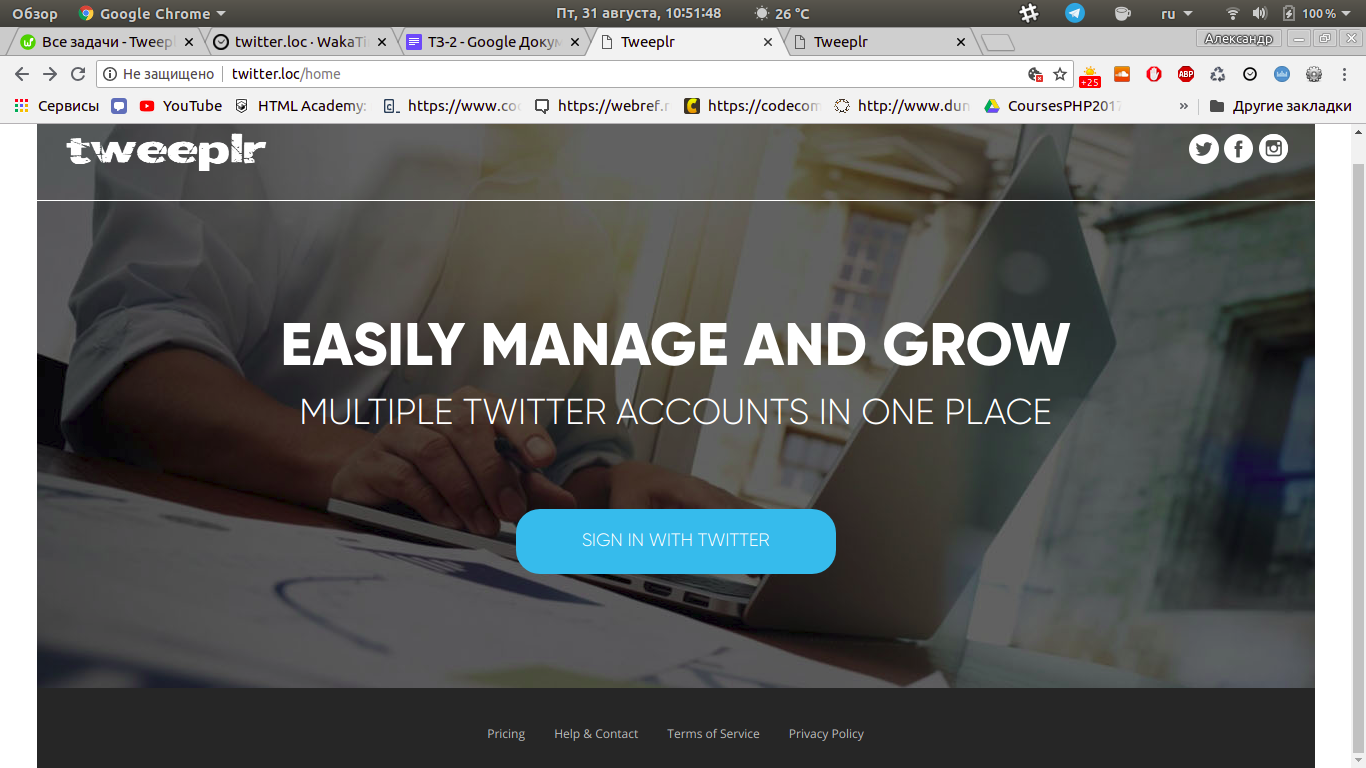 Обзор Google Chrome Пт, 31 августа, 10:51:48 26 °C ru 100 %
Все задачи - Tweepl twitter.loc · WakaTi ТЗ-2 - Google Докум Tweeplr Tweeplr Александр
Не защищено twitter.loc/home +25 ABP
Сервисы YouTube HTML Academy: https://www.co https://webref.r https://codecom http://www.dun CoursesPHP2017 » Другие закладки
tweeplr
EASILY MANAGE AND GROW
MULTIPLE TWITTER ACCOUNTS IN ONE PLACE
SIGN IN WITH TWITTER
Pricing Help & Contact Terms of Service Privacy Policy